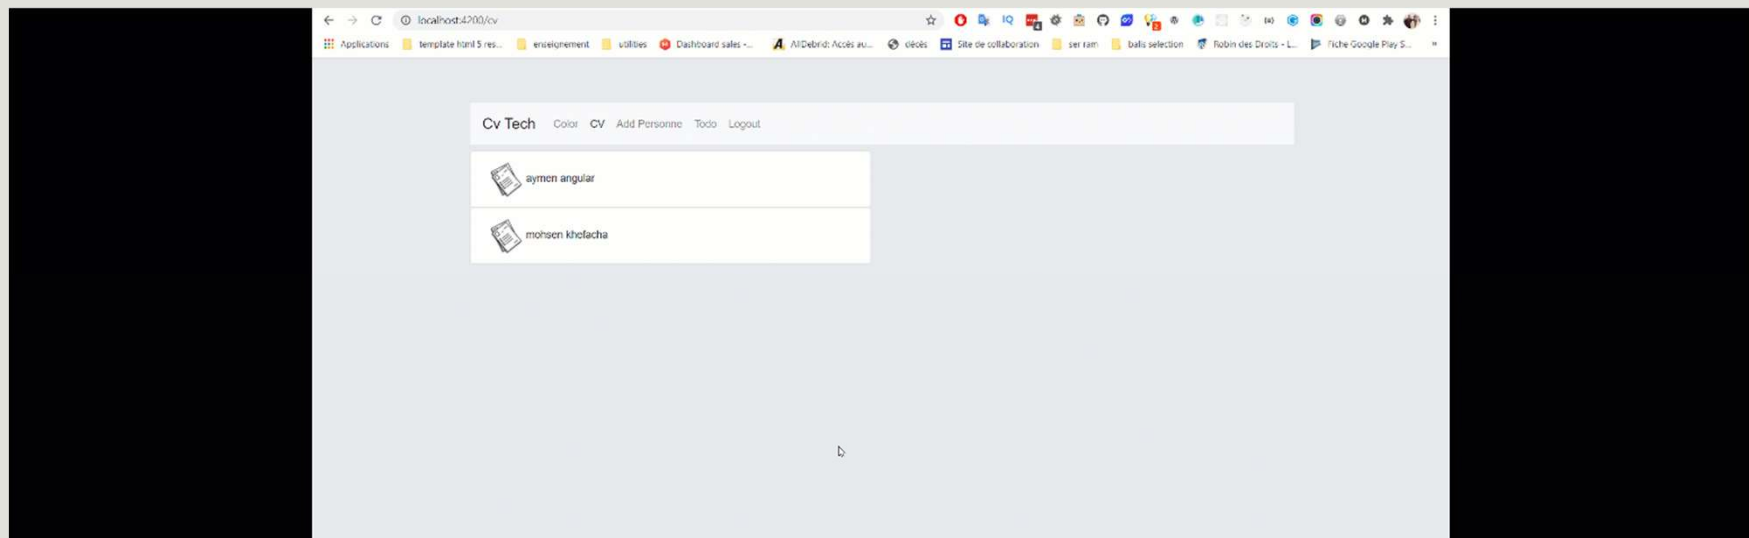 localhost:4200/cv
IQ
Applications template html 5 res... enseignement utilities Dashboard sales -... AllDebrid: Accès au... décès Site de collaboration ser ram balis selection Robin des Droits - L... Fiche Google Play S... »
Cv Tech Color CV Add Personne Todo Logout
aymen angular
mohsen khefacha